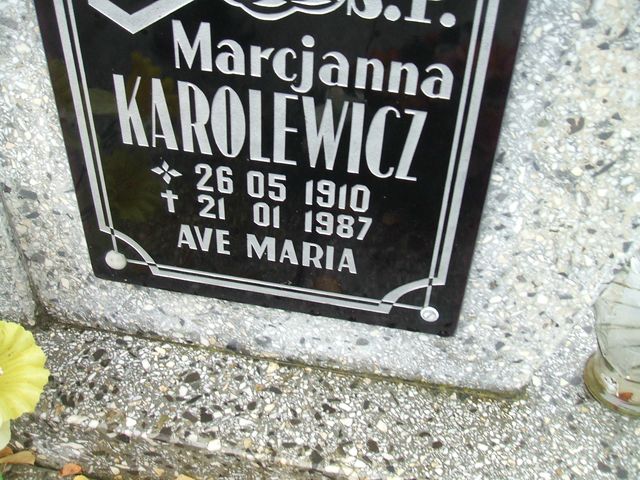 Ś.P.
Marcjanna
KAROLEWICZ
26 05 1910
✝ 21 01 1987
AVE MARIA